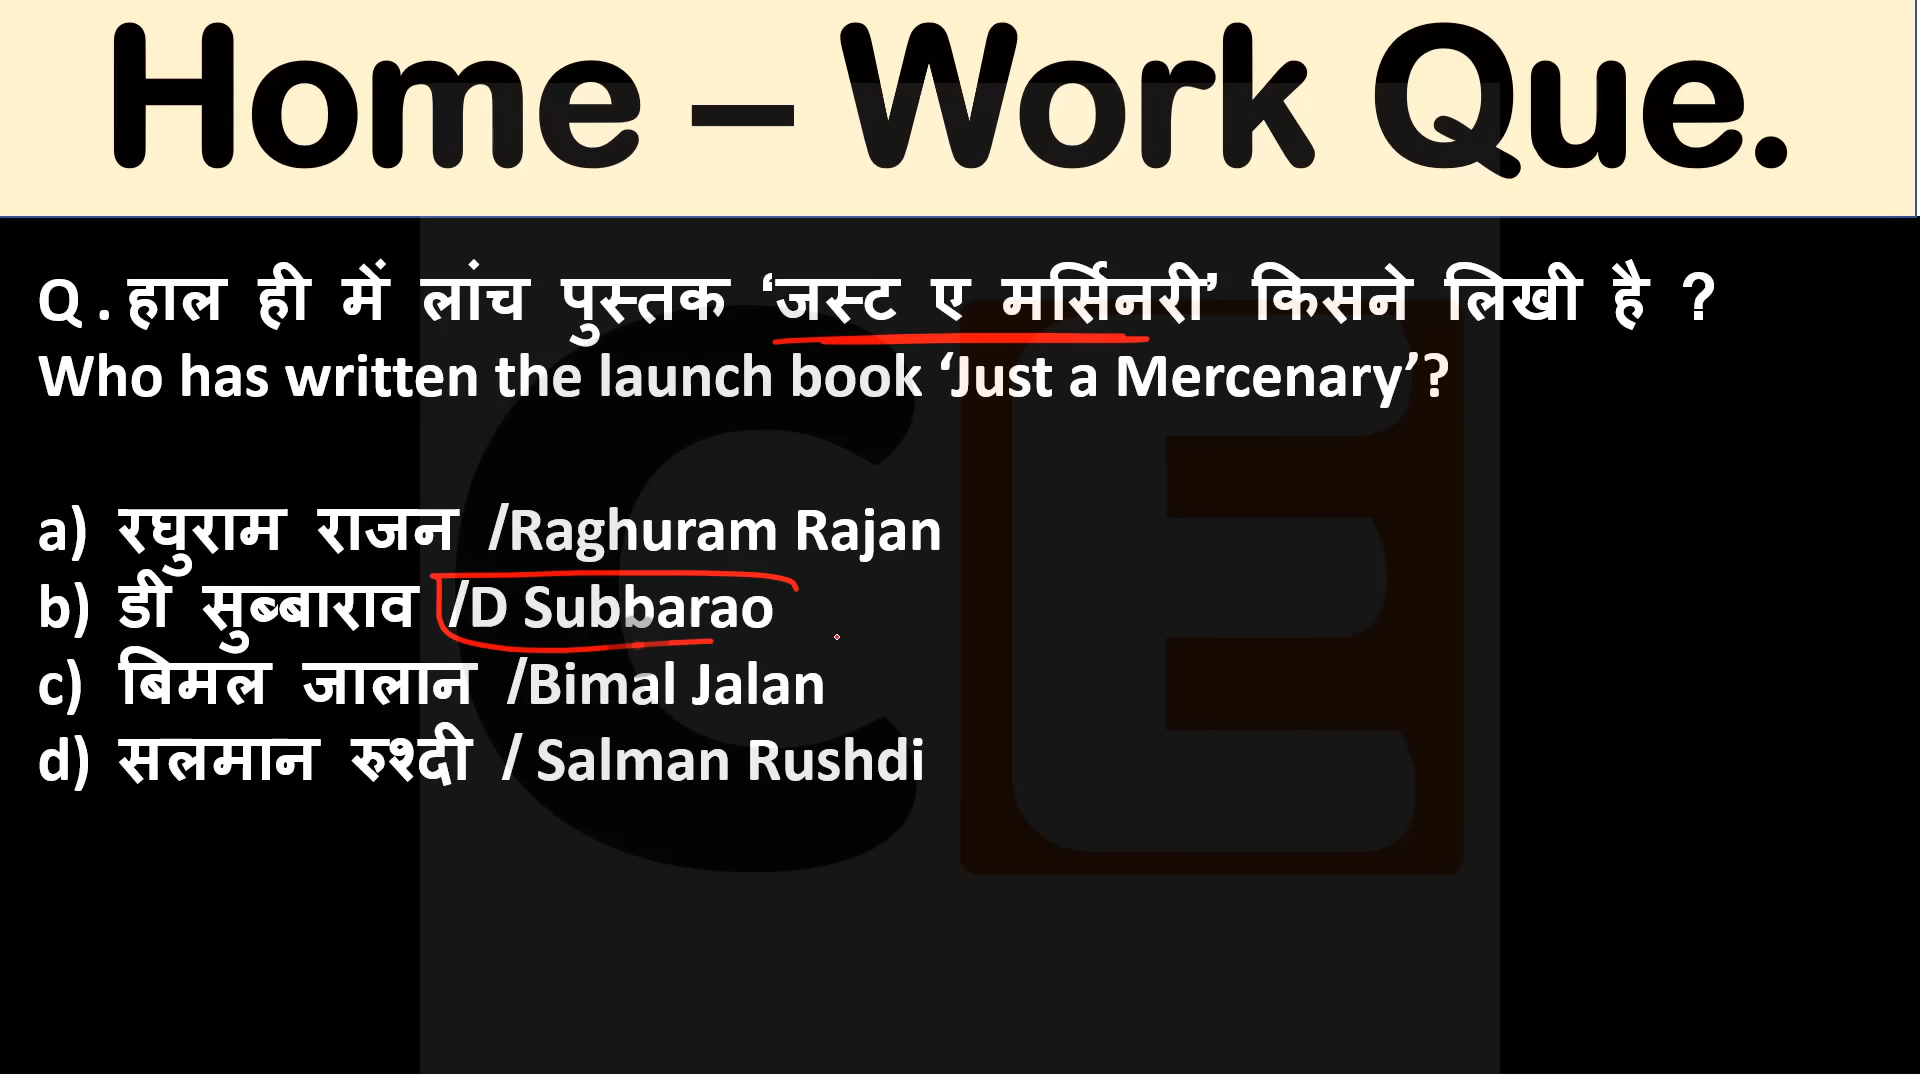 Home – Work Que.
Q . हाल ही में लांच पुस्तक ‘जस्ट ए मर्सिनरी’ किसने लिखी है ?
Who has written the launch book ‘Just a Mercenary’?
a) रघुराम राजन /Raghuram Rajan
b) डी सुब्बाराव /D Subbarao
c) बिमल जालान /Bimal Jalan
d) सलमान रुश्दी / Salman Rushdi
CE